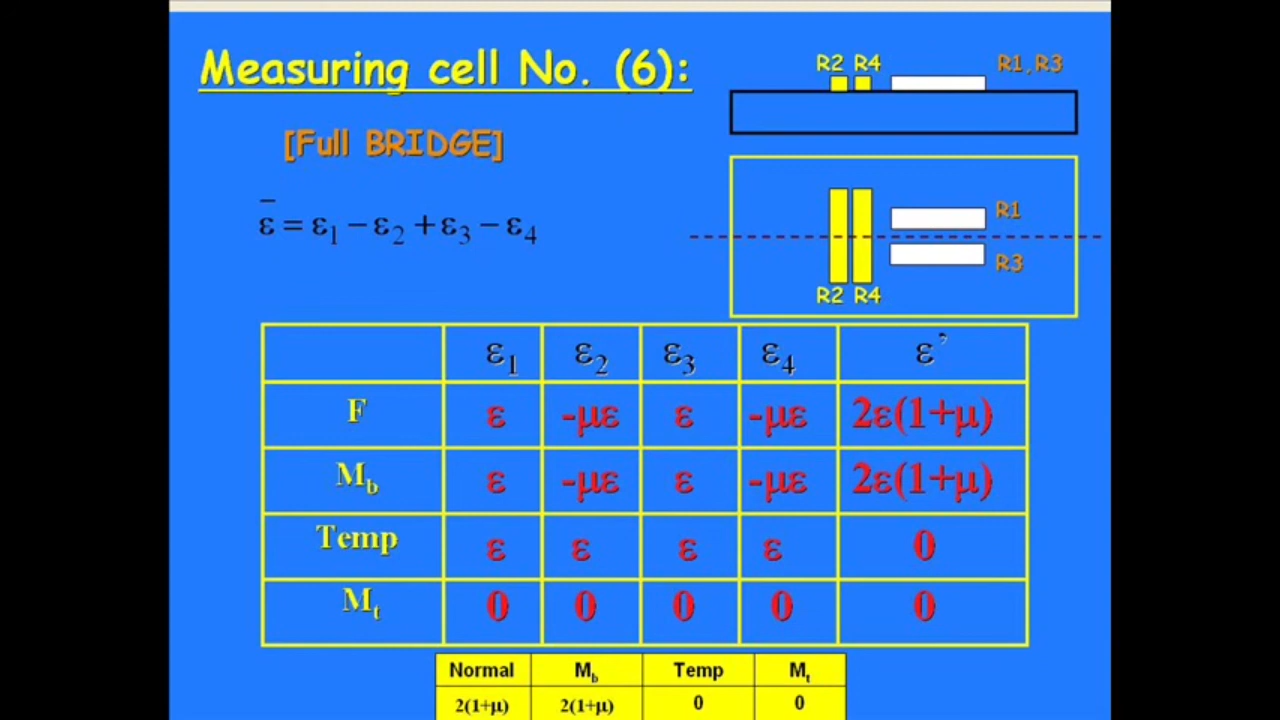 Measuring cell No. (6):
[Full BRIDGE]
ε̄ = ε1 − ε2 + ε3 − ε4
R2 R4 R1,R3
R1
R3
R2 R4
ε1 ε2 ε3 ε4 ε’
F ε -με ε -με 2ε(1+μ)
Mb ε -με ε -με 2ε(1+μ)
Temp ε ε ε ε 0
Mt 0 0 0 0 0
Normal Mb Temp Mt
2(1+μ) 2(1+μ) 0 0